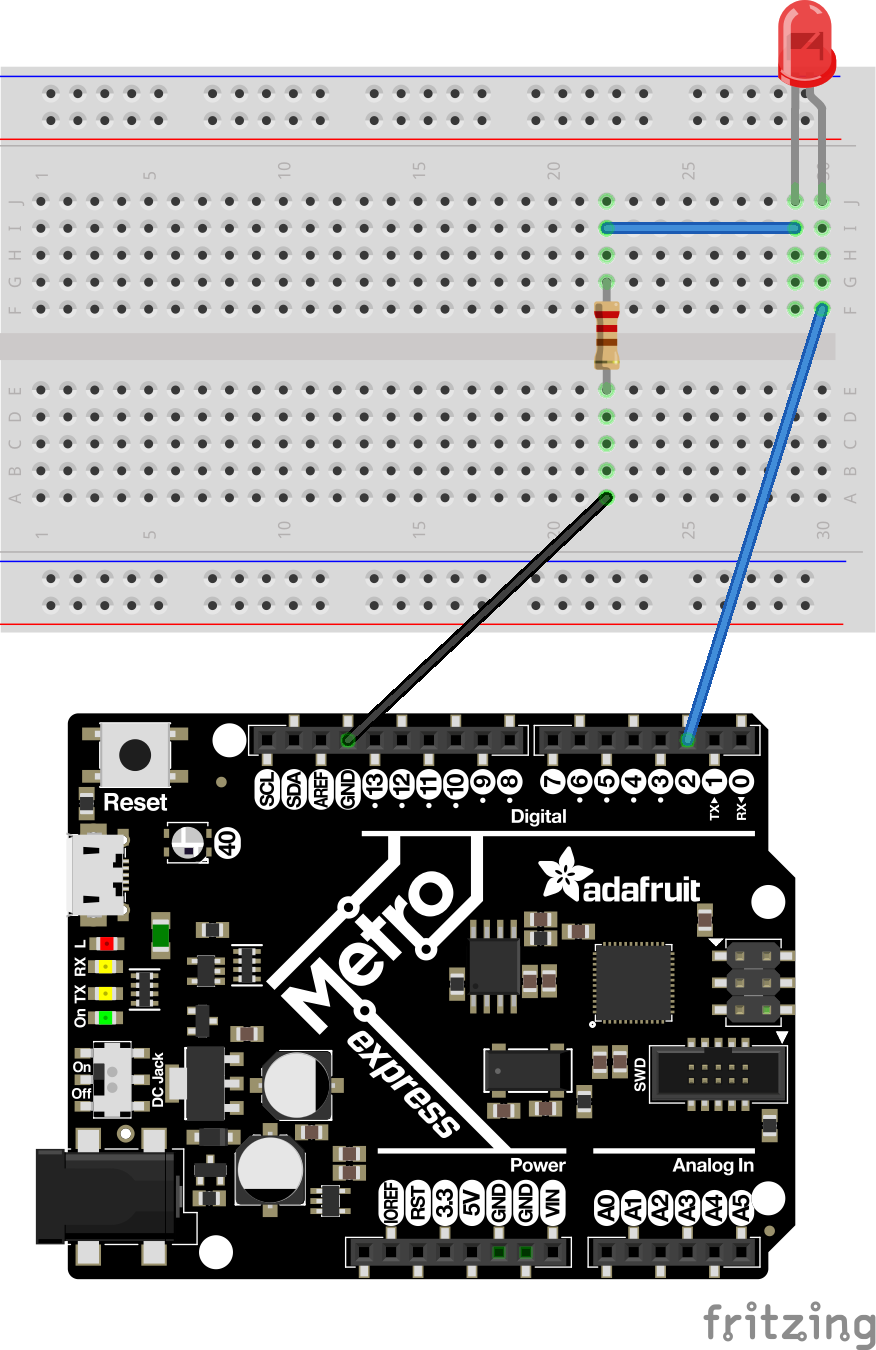 1 5 10 15 20 25 30
J
I
H
G
F
E
D
C
B
A
J
I
H
G
F
E
D
C
B
A
1 5 10 15 20 25 30
SCL SDA AREF GND 13 12 11 10 9 8 7 6 5 4 3 2 1 0
TX▸ RX◂
Reset
Digital
40
adafruit
Metro
express
L
RX
TX
On
On
Off
DC Jack
SWD
Power
Analog In
IOREF RST 3.3 5V GND GND VIN A0 A1 A2 A3 A4 A5
fritzing